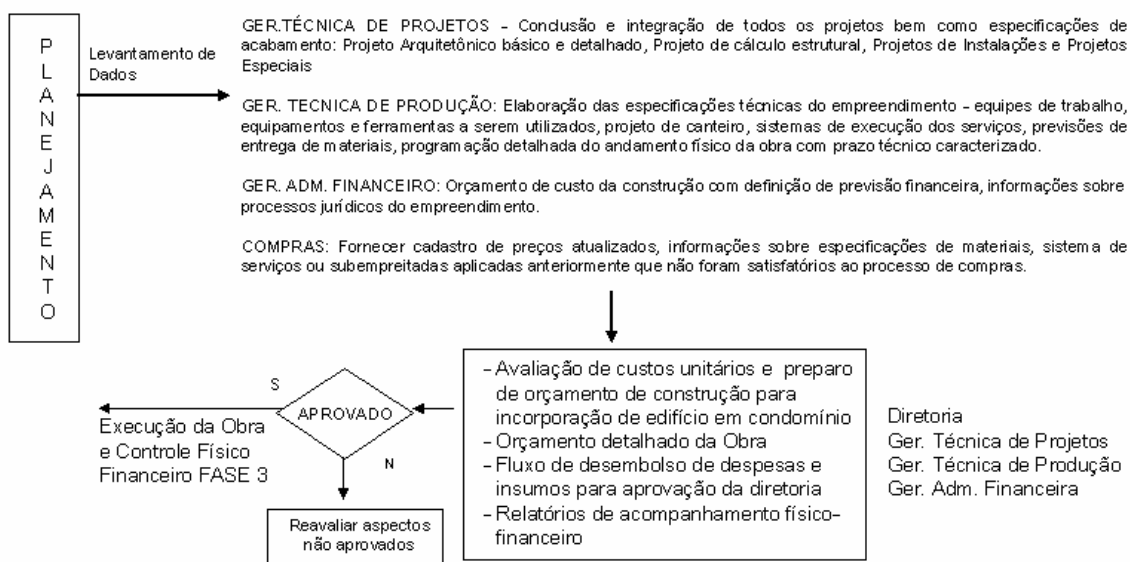 PLANEJAMENTO
Levantamento de
Dados
GER.TÉCNICA DE PROJETOS – Conclusão e integração de todos os projetos bem como especificações de
acabamento: Projeto Arquitetônico básico e detalhado, Projeto de cálculo estrutural, Projetos de Instalações e Projetos
Especiais
GER. TECNICA DE PRODUÇÃO: Elaboração das especificações técnicas do empreendimento – equipes de trabalho,
equipamentos e ferramentas a serem utilizados, projeto de canteiro, sistemas de execução dos serviços, previsões de
entrega de materiais, programação detalhada do andamento físico da obra com prazo técnico caracterizado.
GER. ADM. FINANCEIRO: Orçamento de custo da construção com definição de previsão financeira, informações sobre
processos jurídicos do empreendimento.
COMPRAS: Fornecer cadastro de preços atualizados, informações sobre especificações de materiais, sistema de
serviços ou subempreitadas aplicadas anteriormente que não foram satisfatórios ao processo de compras.
– Avaliação de custos unitários e preparo
de orçamento de construção para
incorporação de edifício em condomínio
– Orçamento detalhado da Obra
– Fluxo de desembolso de despesas e
insumos para aprovação da diretoria
– Relatórios de acompanhamento físico-
financeiro
Diretoria
Ger. Técnica de Projetos
Ger. Técnica de Produção
Ger. Adm. Financeira
APROVADO
S
Execução da Obra
e Controle Físico
Financeiro FASE 3
N
Reavaliar aspectos
não aprovados